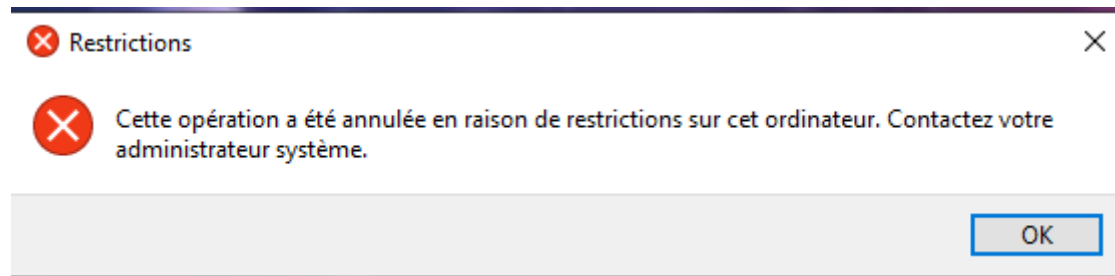 Restrictions
Cette opération a été annulée en raison de restrictions sur cet ordinateur. Contactez votre
administrateur système.
OK